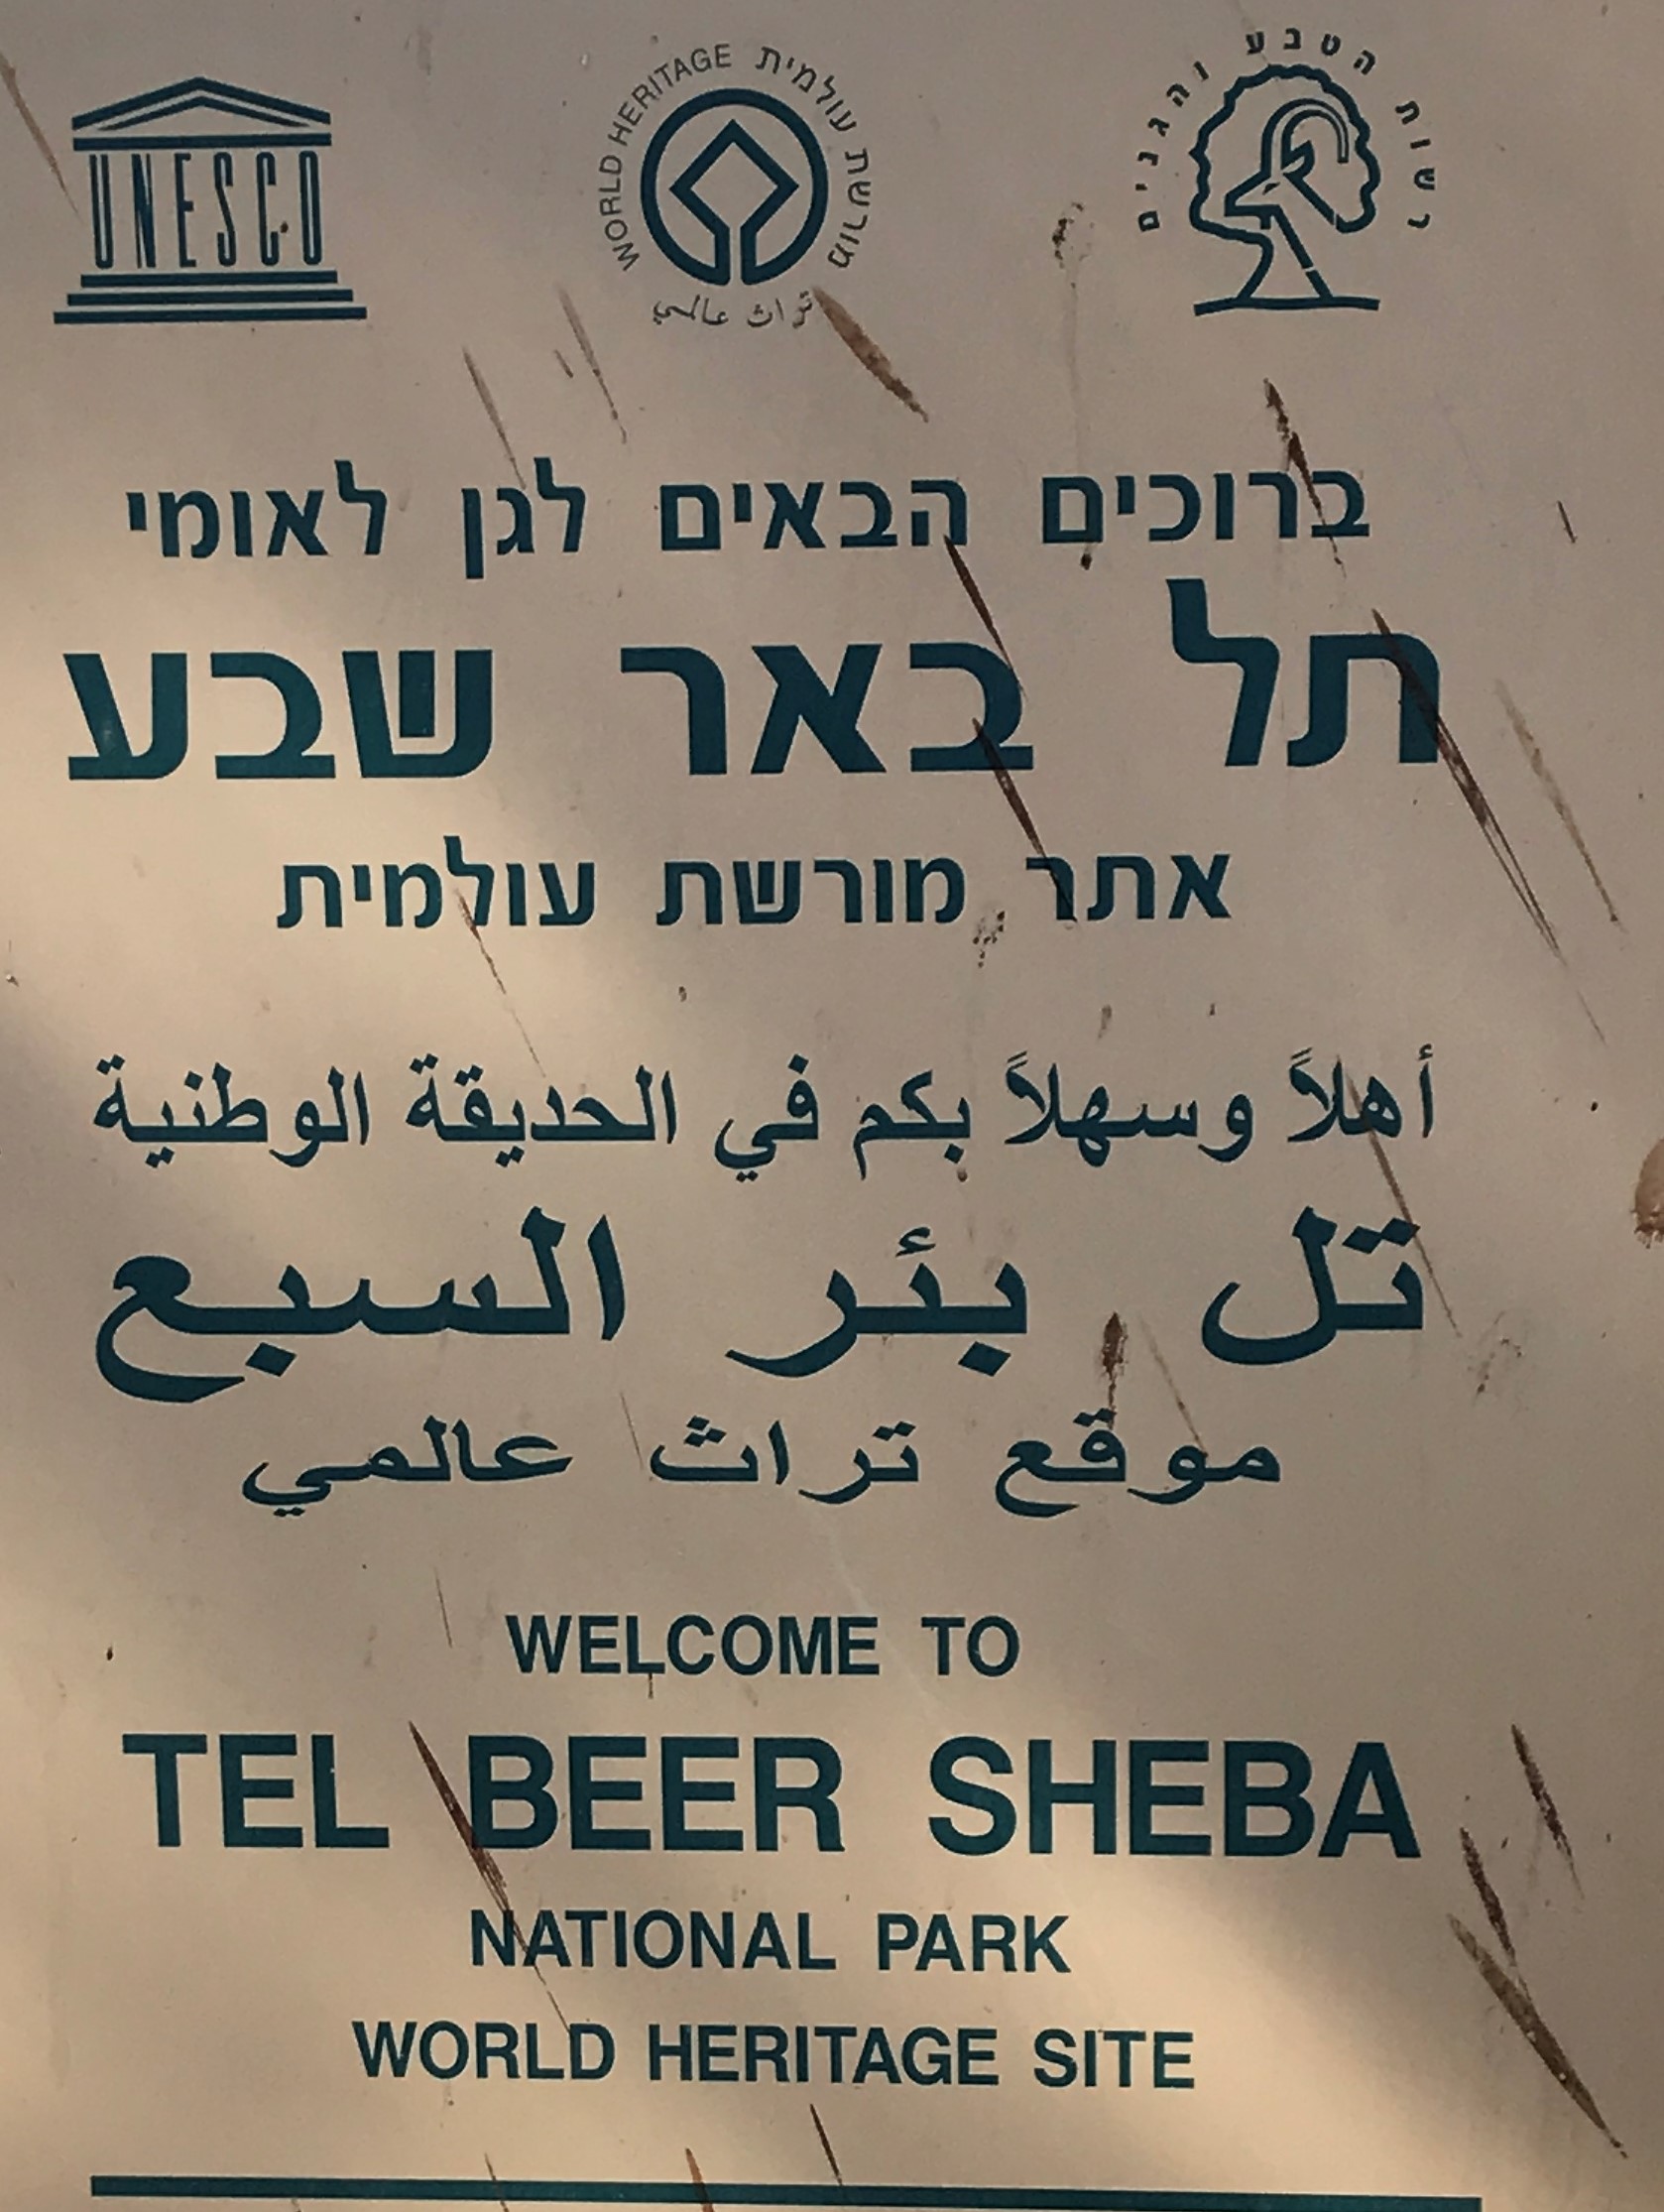 UNESCO
WORLD HERITAGE מורשת עולמית
تراث عالمي
רשות הטבע והגנים
ברוכים הבאים לגן לאומי
תל באר שבע
אתר מורשת עולמית
أهلاً وسهلاً بكم في الحديقة الوطنية
تل بئر السبع
موقع تراث عالمي
WELCOME TO
TEL BEER SHEBA
NATIONAL PARK
WORLD HERITAGE SITE